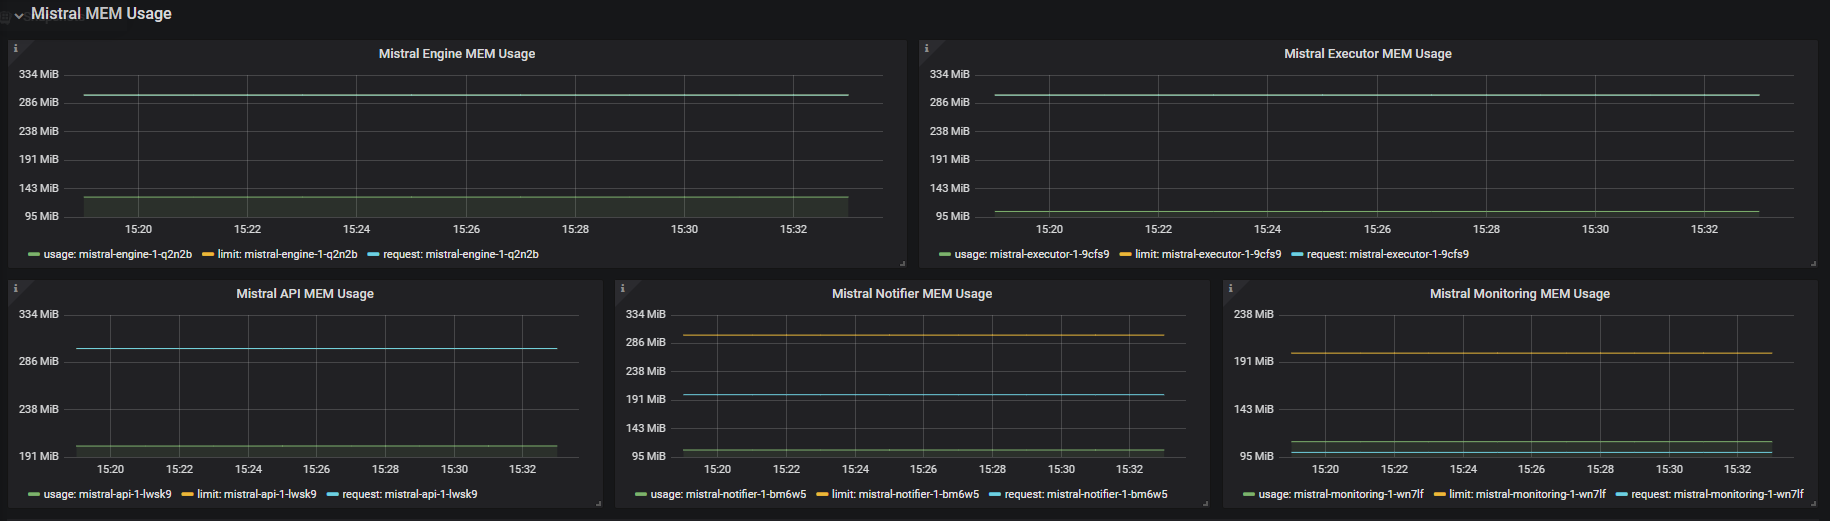 Mistral MEM Usage
Mistral Engine MEM Usage
334 MiB
286 MiB
238 MiB
191 MiB
143 MiB
95 MiB
15:20 15:22 15:24 15:26 15:28 15:30 15:32
usage: mistral-engine-1-q2n2b limit: mistral-engine-1-q2n2b request: mistral-engine-1-q2n2b
Mistral Executor MEM Usage
334 MiB
286 MiB
238 MiB
191 MiB
143 MiB
95 MiB
15:20 15:22 15:24 15:26 15:28 15:30 15:32
usage: mistral-executor-1-9cfs9 limit: mistral-executor-1-9cfs9 request: mistral-executor-1-9cfs9
Mistral API MEM Usage
334 MiB
286 MiB
238 MiB
191 MiB
15:20 15:22 15:24 15:26 15:28 15:30 15:32
usage: mistral-api-1-lwsk9 limit: mistral-api-1-lwsk9 request: mistral-api-1-lwsk9
Mistral Notifier MEM Usage
334 MiB
286 MiB
238 MiB
191 MiB
143 MiB
95 MiB
15:20 15:22 15:24 15:26 15:28 15:30 15:32
usage: mistral-notifier-1-bm6w5 limit: mistral-notifier-1-bm6w5 request: mistral-notifier-1-bm6w5
Mistral Monitoring MEM Usage
238 MiB
191 MiB
143 MiB
95 MiB
15:20 15:22 15:24 15:26 15:28 15:30 15:32
usage: mistral-monitoring-1-wn7lf limit: mistral-monitoring-1-wn7lf request: mistral-monitoring-1-wn7lf